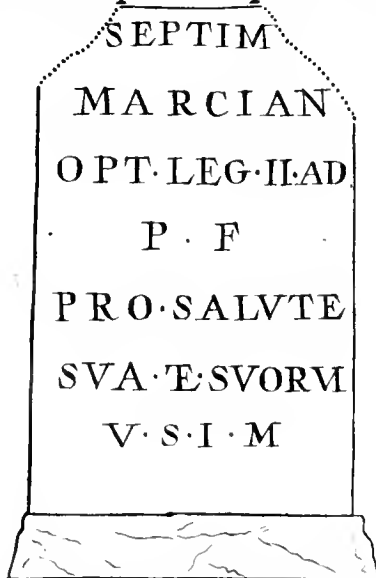 SEPTIM
MARCIAN
OPT·LEG·II·AD
P · F
PRO·SALVTE
SVA·E·SVORVM
V·S·I·M